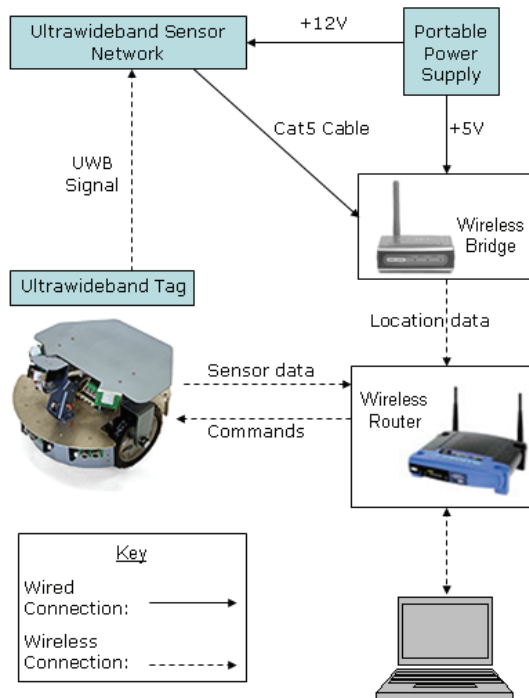 Ultrawideband Sensor
Network
+12V
Portable
Power
Supply
Cat5 Cable
+5V
UWB
Signal
Wireless
Bridge
Ultrawideband Tag
Location data
Sensor data
Wireless
Router
Commands
Key
Wired
Connection:
Wireless
Connection: